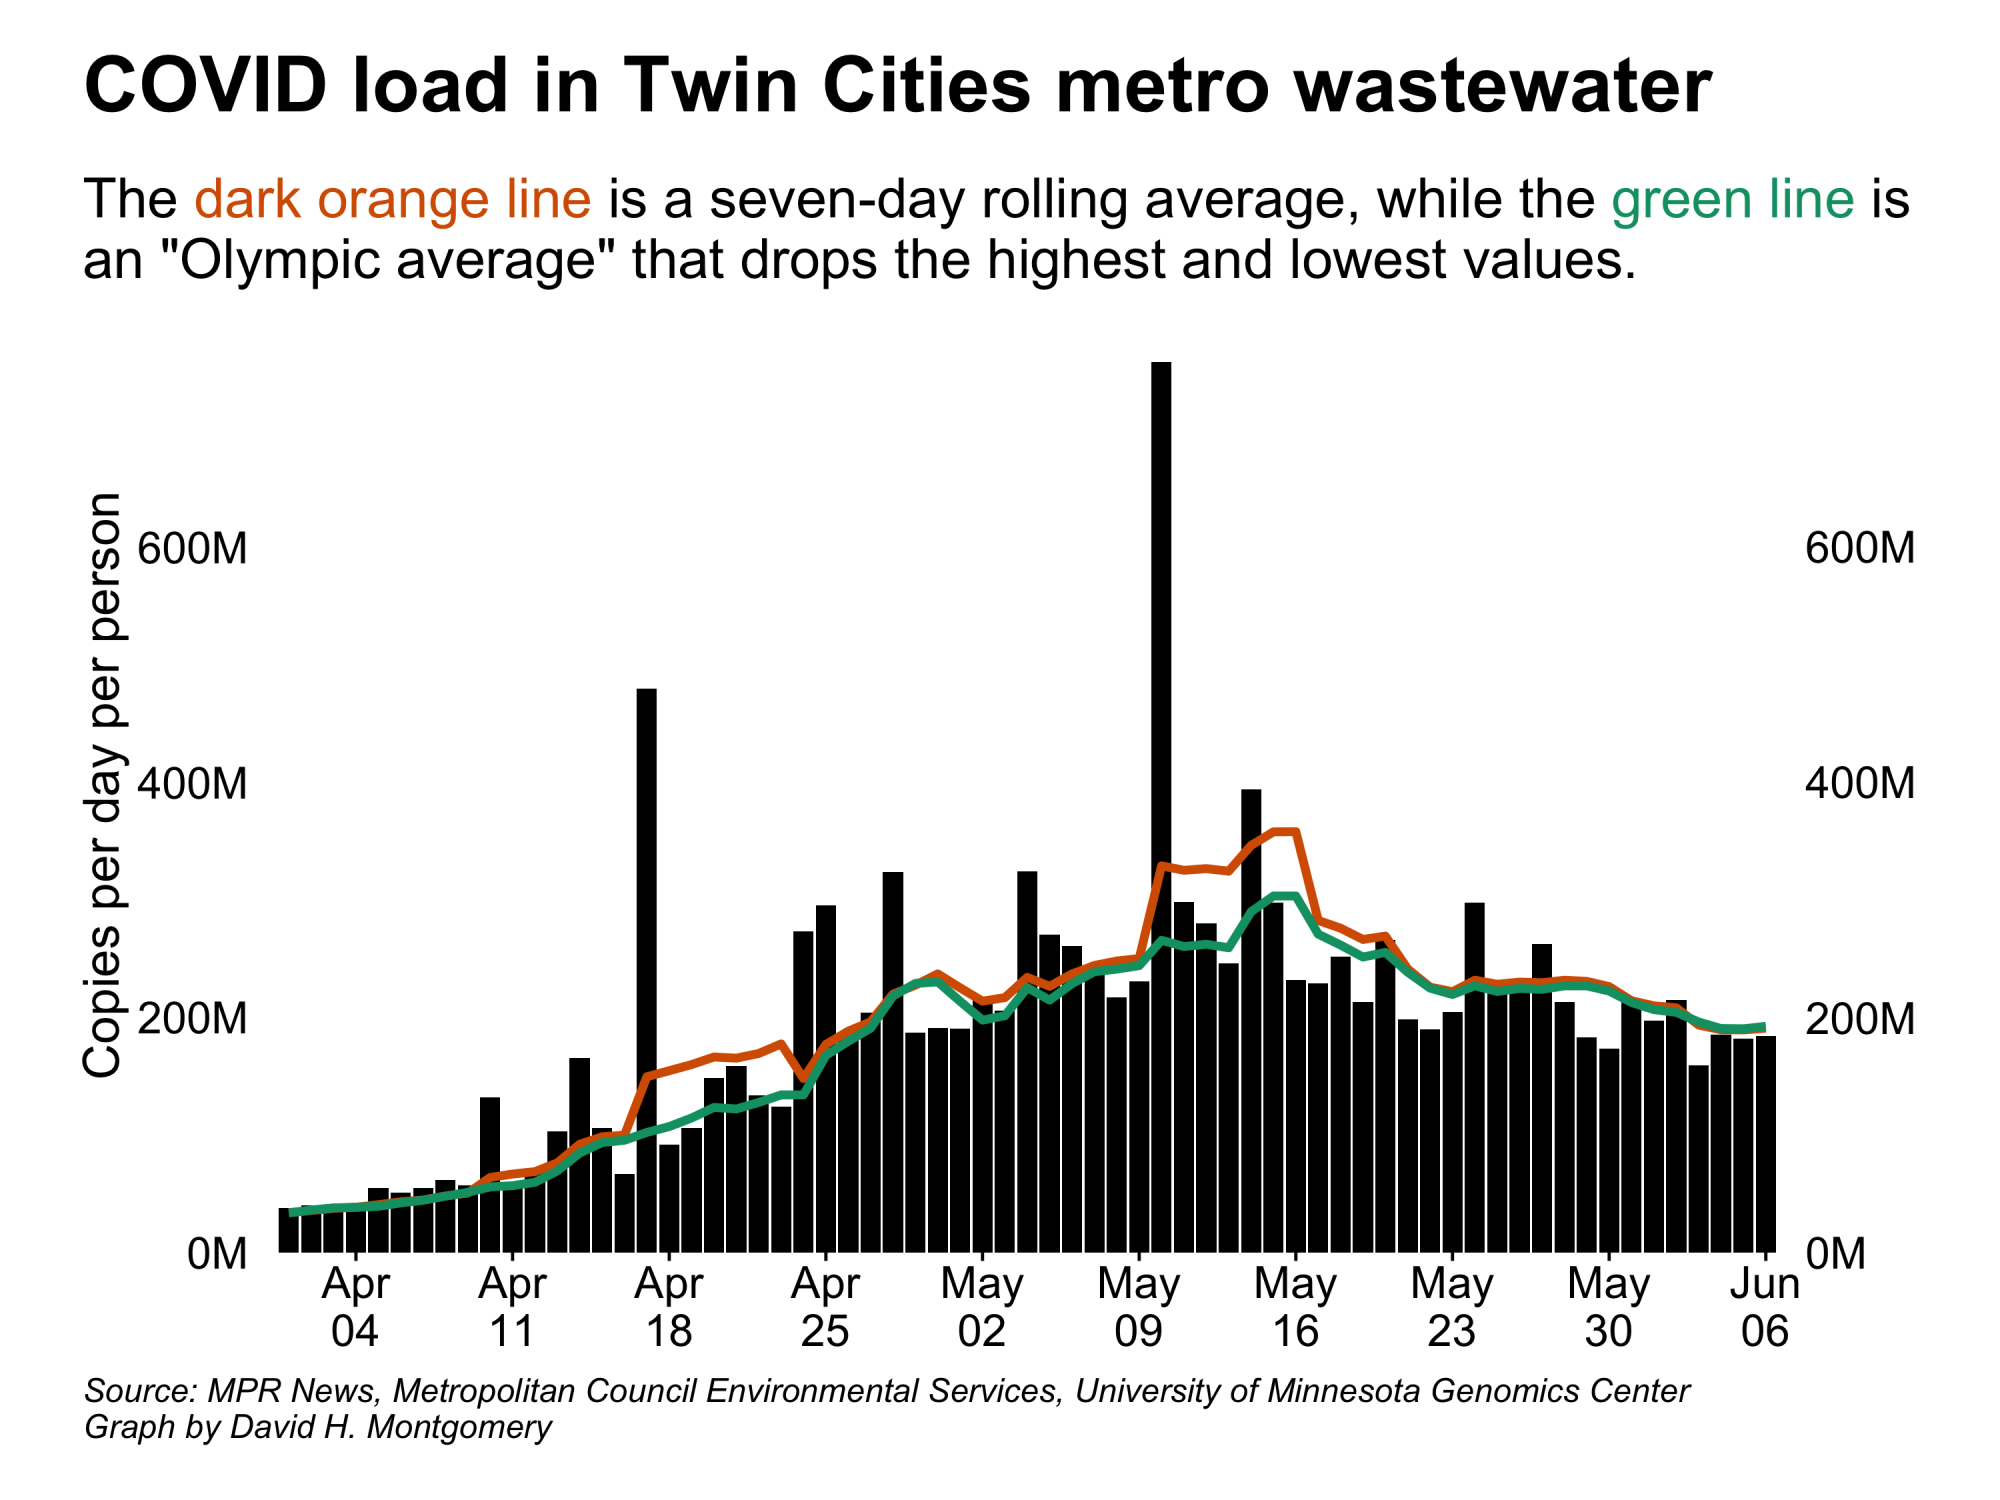 COVID load in Twin Cities metro wastewater
The dark orange line is a seven-day rolling average, while the green line is
an "Olympic average" that drops the highest and lowest values.
Copies per day per person
600M
400M
200M
0M
600M
400M
200M
0M
Apr
04
Apr
11
Apr
18
Apr
25
May
02
May
09
May
16
May
23
May
30
Jun
06
Source: MPR News, Metropolitan Council Environmental Services, University of Minnesota Genomics Center
Graph by David H. Montgomery